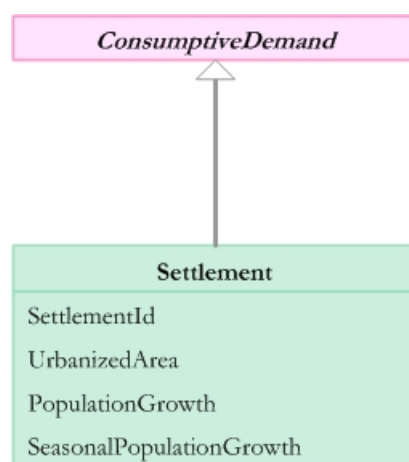 ConsumptiveDemand
Settlement
SettlementId
UrbanizedArea
PopulationGrowth
SeasonalPopulationGrowth